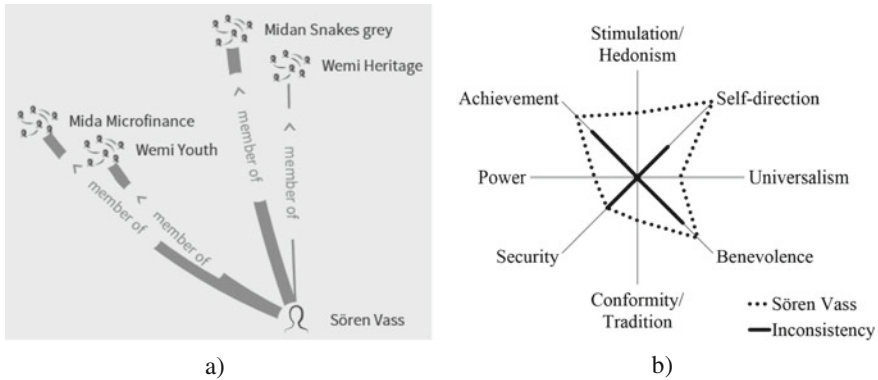 Midan Snakes grey
Wemi Heritage
Mida Microfinance
Wemi Youth
member of >
member of >
member of >
member of >
Sören Vass
a)
Stimulation/
Hedonism
Achievement
Self-direction
Power
Universalism
Security
Benevolence
Conformity/
Tradition
Sören Vass
Inconsistency
b)